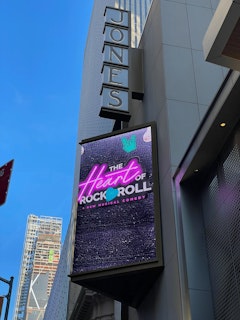 JONES
THE
Heart OF
ROCK & ROLL
A NEW MUSICAL COMEDY